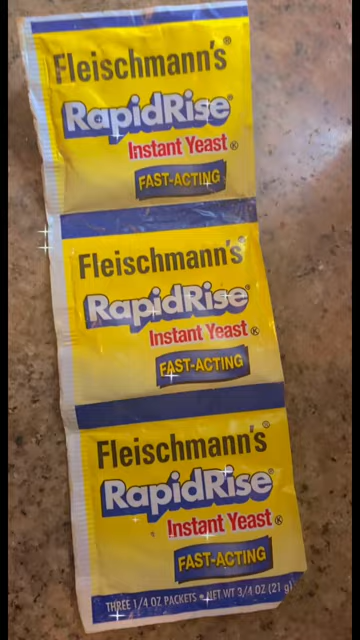 Fleischmann's®
RapidRise®
Instant Yeast
FAST-ACTING
Fleischmann's®
RapidRise®
Instant Yeast
FAST-ACTING
Fleischmann's®
RapidRise®
Instant Yeast
FAST-ACTING
THREE 1/4 OZ PACKETS • NET WT 3/4 OZ (21 g)